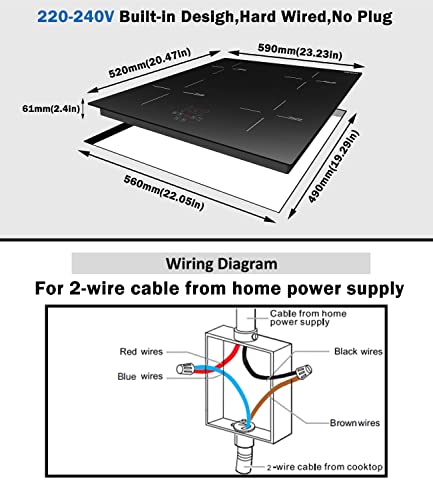 220-240V Built-in Desigh,Hard Wired,No Plug
520mm(20.47in)
590mm(23.23in)
61mm(2.4in)
560mm(22.05in)
490mm(19.29in)
Wiring Diagram
For 2-wire cable from home power supply
Cable from home
power supply
Red wires
Black wires
Blue wires
Brown wires
2-wire cable from cooktop